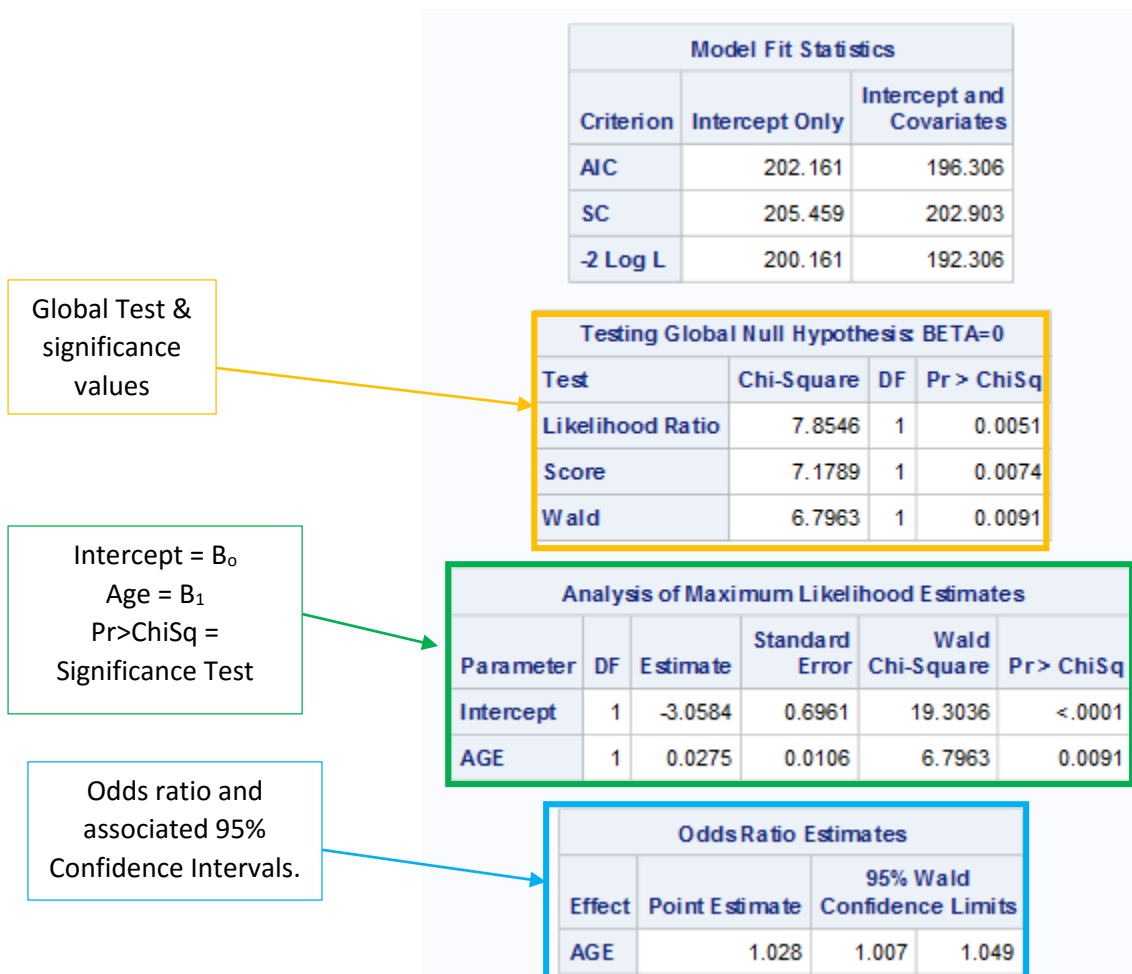 Model Fit Statistics
Criterion Intercept Only Intercept and Covariates
AIC 202.161 196.306
SC 205.459 202.903
-2 Log L 200.161 192.306
Global Test &
significance
values
Testing Global Null Hypothesis: BETA=0
Test Chi-Square DF Pr > ChiSq
Likelihood Ratio 7.8546 1 0.0051
Score 7.1789 1 0.0074
Wald 6.7963 1 0.0091
Intercept = Bₒ
Age = B₁
Pr>ChiSq =
Significance Test
Analysis of Maximum Likelihood Estimates
Parameter DF Estimate Standard Error Wald Chi-Square Pr > ChiSq
Intercept 1 -3.0584 0.6961 19.3036 <.0001
AGE 1 0.0275 0.0106 6.7963 0.0091
Odds ratio and
associated 95%
Confidence Intervals.
Odds Ratio Estimates
Effect Point Estimate 95% Wald Confidence Limits
AGE 1.028 1.007 1.049